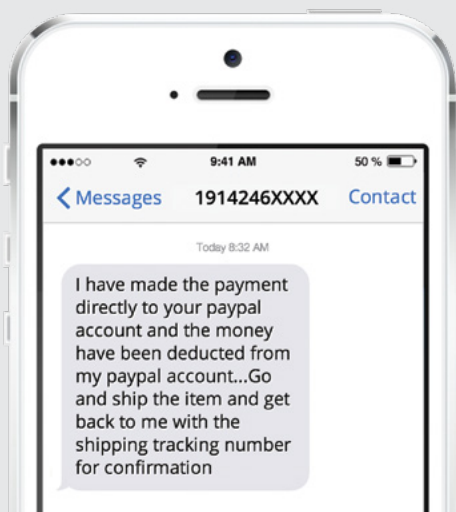 9:41 AM
50 %
Messages
1914246XXXX
Contact
Today 8:32 AM
I have made the payment
directly to your paypal
account and the money
have been deducted from
my paypal account...Go
and ship the item and get
back to me with the
shipping tracking number
for confirmation